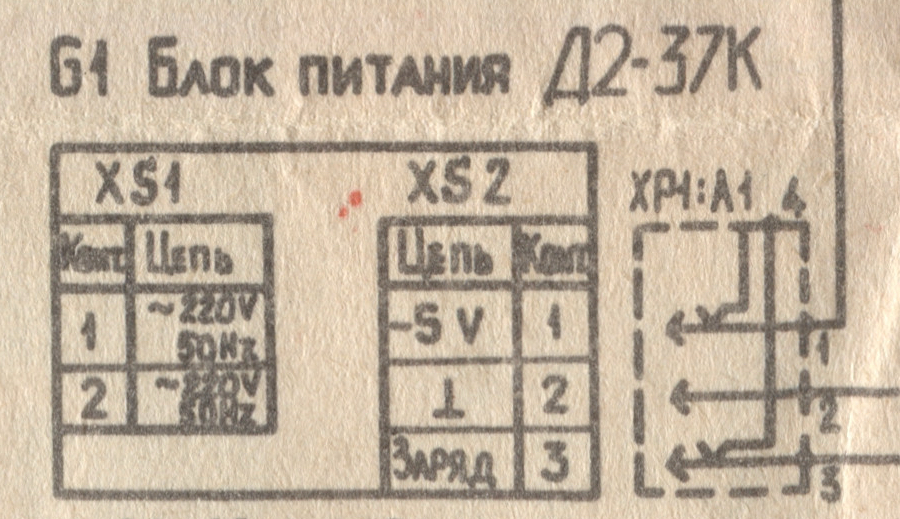 G1 Блок питания Д2-37К
XS1 XS2 XP1:A1 4
Конт Цепь Цепь Конт
1 ~220V 50Hz -5 V 1 1
2 ~220V 50Hz ⊥ 2 2
Заряд 3 3